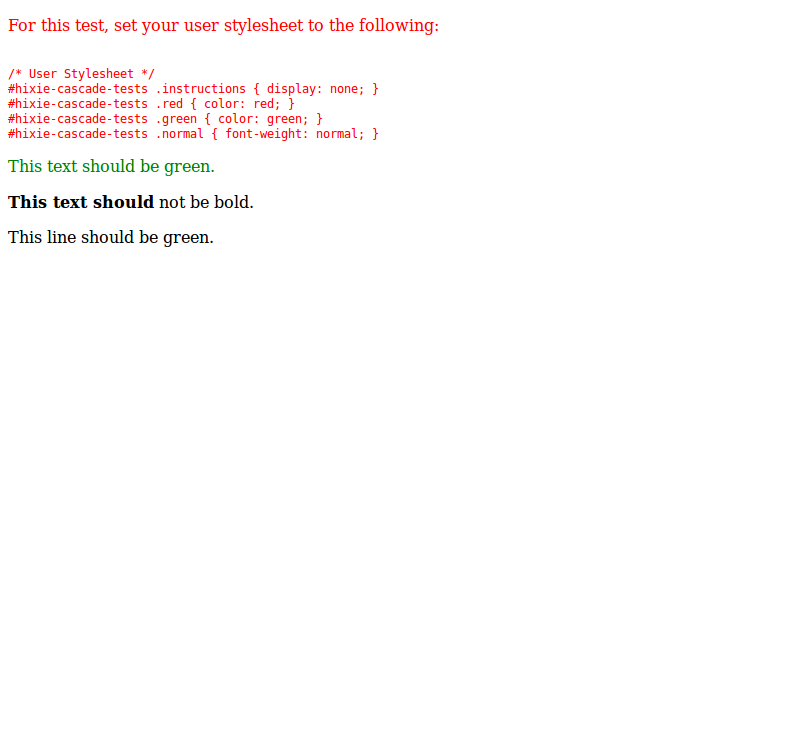 For this test, set your user stylesheet to the following:
/* User Stylesheet */
#hixie-cascade-tests .instructions { display: none; }
#hixie-cascade-tests .red { color: red; }
#hixie-cascade-tests .green { color: green; }
#hixie-cascade-tests .normal { font-weight: normal; }
This text should be green.
This text should not be bold.
This line should be green.